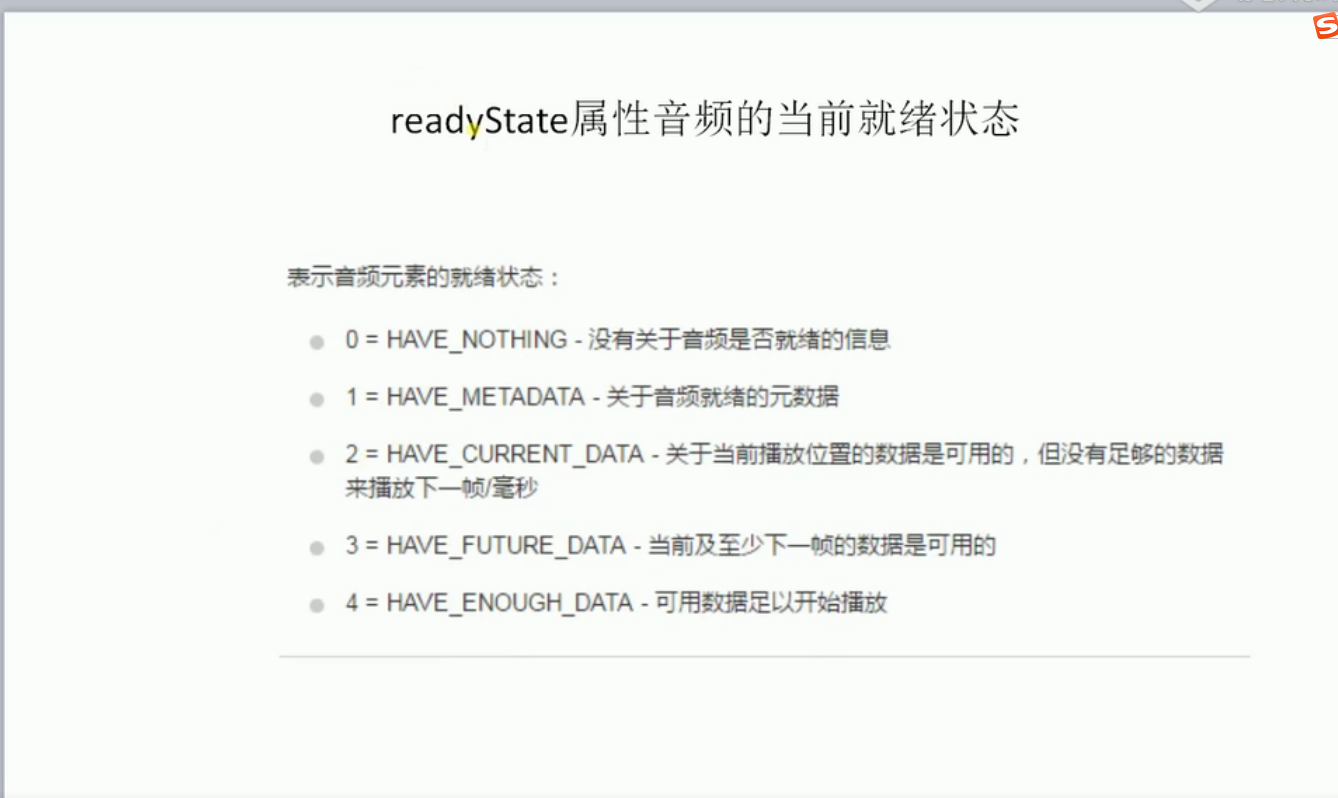 readyState属性音频的当前就绪状态
表示音频元素的就绪状态：
0 = HAVE_NOTHING - 没有关于音频是否就绪的信息
1 = HAVE_METADATA - 关于音频就绪的元数据
2 = HAVE_CURRENT_DATA - 关于当前播放位置的数据是可用的，但没有足够的数据
来播放下一帧/毫秒
3 = HAVE_FUTURE_DATA - 当前及至少下一帧的数据是可用的
4 = HAVE_ENOUGH_DATA - 可用数据足以开始播放